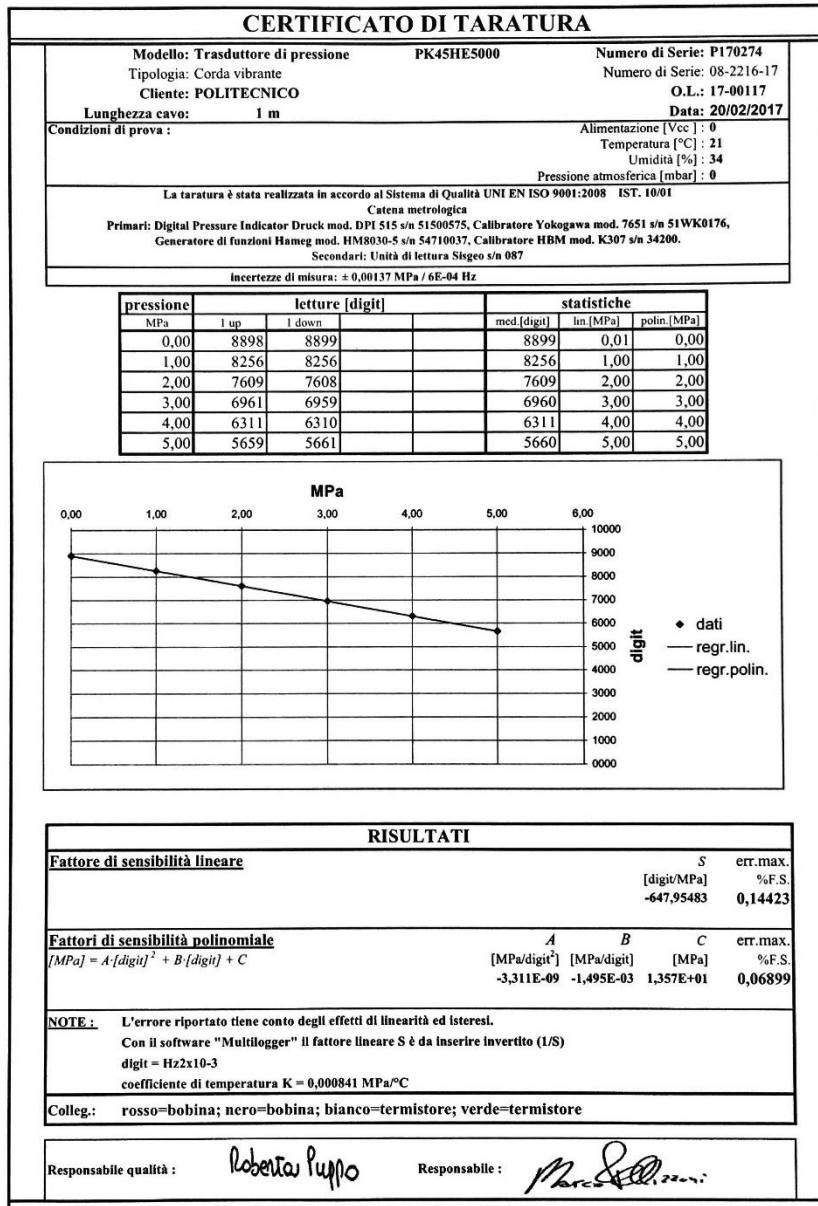 CERTIFICATO DI TARATURA
Modello: Trasduttore di pressione PK45HE5000 Numero di Serie: P170274
Tipologia: Corda vibrante Numero di Serie: 08-2216-17
Cliente: POLITECNICO O.L.: 17-00117
Lunghezza cavo: 1 m Data: 20/02/2017
Condizioni di prova : Alimentazione [Vcc ] : 0
Temperatura [°C] : 21
Umidità [%] : 34
Pressione atmosferica [mbar] : 0
La taratura è stata realizzata in accordo al Sistema di Qualità UNI EN ISO 9001:2008 IST. 10/01
Catena metrologica
Primari: Digital Pressure Indicator Druck mod. DPI 515 s/n 51500575, Calibratore Yokogawa mod. 7651 s/n 51WK0176,
Generatore di funzioni Hameg mod. HM8030-5 s/n 54710037, Calibratore HBM mod. K307 s/n 34200.
Secondari: Unità di lettura Sisgeo s/n 087
incertezze di misura: ± 0,00137 MPa / 6E-04 Hz
pressione letture [digit] statistiche
MPa 1 up 1 down med.[digit] lin.[MPa] polin.[MPa]
0,00 8898 8899 8899 0,01 0,00
1,00 8256 8256 8256 1,00 1,00
2,00 7609 7608 7609 2,00 2,00
3,00 6961 6959 6960 3,00 3,00
4,00 6311 6310 6311 4,00 4,00
5,00 5659 5661 5660 5,00 5,00
MPa
0,00 1,00 2,00 3,00 4,00 5,00 6,00
10000
9000
8000
7000
6000
5000
4000
3000
2000
1000
0000
digit
dati
regr.lin.
regr.polin.
RISULTATI
Fattore di sensibilità lineare S err.max.
[digit/MPa] %F.S.
-647,95483 0,14423
Fattori di sensibilità polinomiale A B C err.max.
[MPa] = A·[digit]² + B·[digit] + C [MPa/digit²] [MPa/digit] [MPa] %F.S.
-3,311E-09 -1,495E-03 1,357E+01 0,06899
NOTE : L'errore riportato tiene conto degli effetti di linearità ed isteresi.
Con il software "Multilogger" il fattore lineare S è da inserire invertito (1/S)
digit = Hz2x10-3
coefficiente di temperatura K = 0,000841 MPa/°C
Colleg.: rosso=bobina; nero=bobina; bianco=termistore; verde=termistore
Responsabile qualità : Roberta Puppo Responsabile : Marco